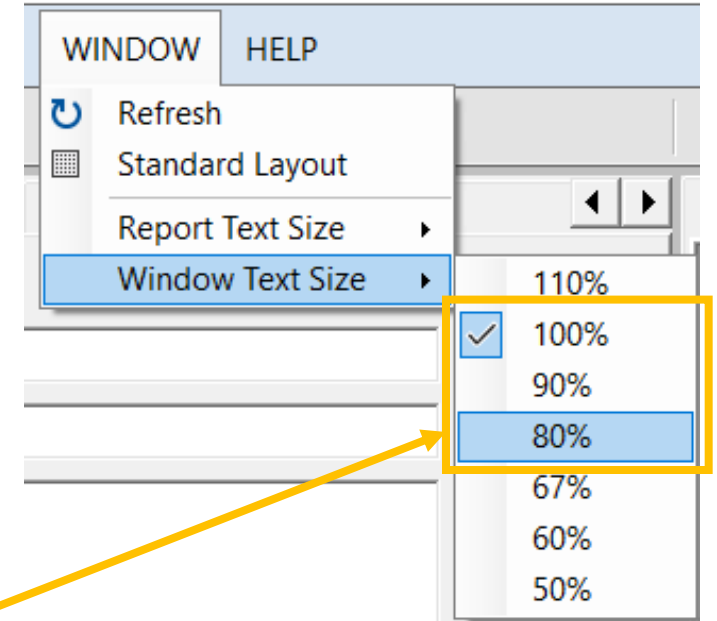 WINDOW HELP
Refresh
Standard Layout
Report Text Size
Window Text Size
110%
100%
90%
80%
67%
60%
50%